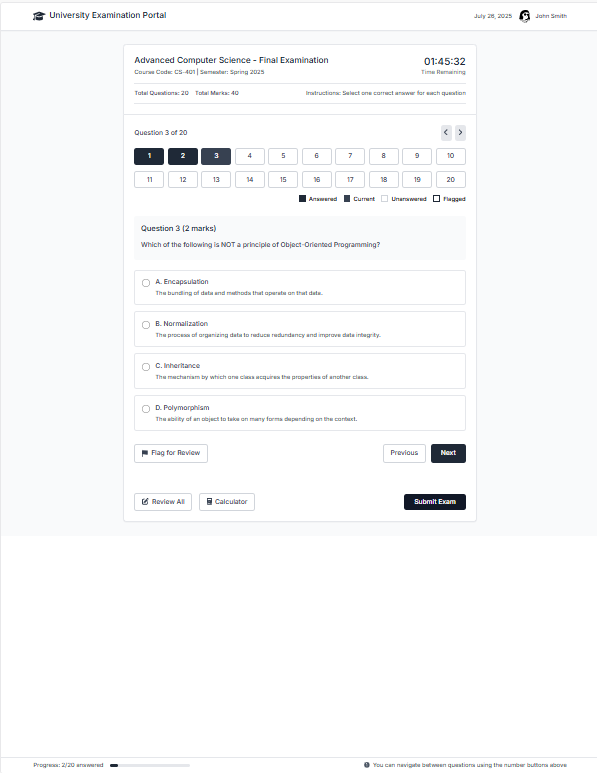 University Examination Portal
July 26, 2025 John Smith
Advanced Computer Science - Final Examination
01:45:32
Course Code: CS-401 | Semester: Spring 2025
Time Remaining
Total Questions: 20 Total Marks: 40
Instructions: Select one correct answer for each question
Question 3 of 20
1 2 3 4 5 6 7 8 9 10
11 12 13 14 15 16 17 18 19 20
Answered Current Unanswered Flagged
Question 3 (2 marks)
Which of the following is NOT a principle of Object-Oriented Programming?
A. Encapsulation
The bundling of data and methods that operate on that data.
B. Normalization
The process of organizing data to reduce redundancy and improve data integrity.
C. Inheritance
The mechanism by which one class acquires the properties of another class.
D. Polymorphism
The ability of an object to take on many forms depending on the context.
Flag for Review
Previous Next
Review All Calculator
Submit Exam
Progress: 2/20 answered
You can navigate between questions using the number buttons above